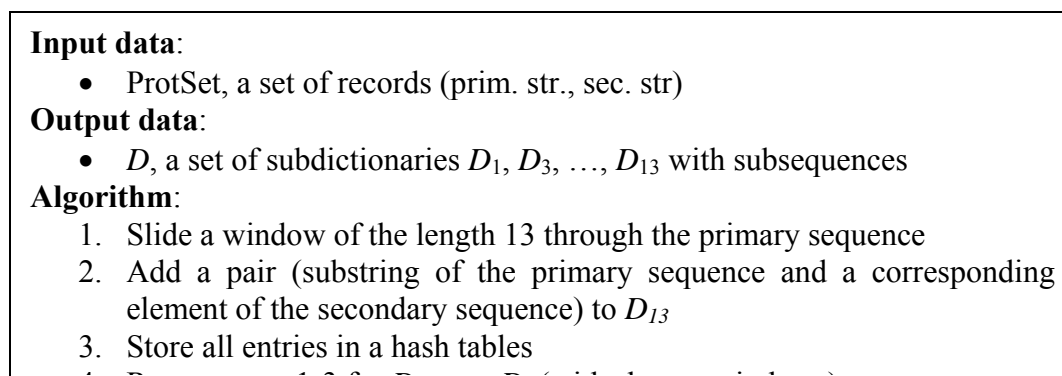 Input data:
• ProtSet, a set of records (prim. str., sec. str)
Output data:
• D, a set of subdictionaries D1, D3, …, D13 with subsequences
Algorithm:
1. Slide a window of the length 13 through the primary sequence
2. Add a pair (substring of the primary sequence and a corresponding
element of the secondary sequence) to D13
3. Store all entries in a hash tables